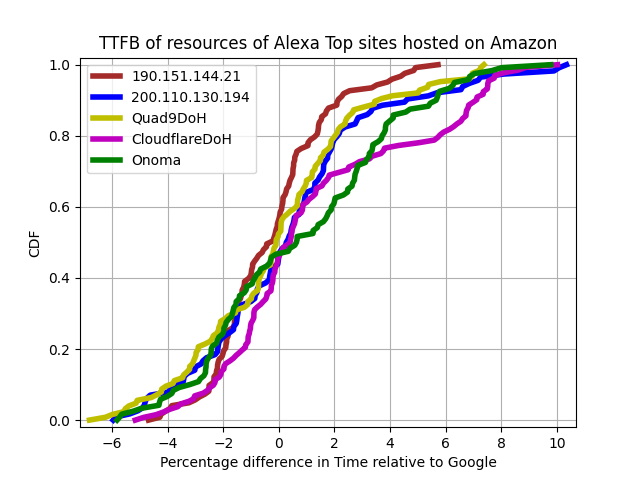 TTFB of resources of Alexa Top sites hosted on Amazon
1.0
0.8
0.6
0.4
0.2
0.0
CDF
190.151.144.21
200.110.130.194
Quad9DoH
CloudflareDoH
Onoma
−6 −4 −2 0 2 4 6 8 10
Percentage difference in Time relative to Google